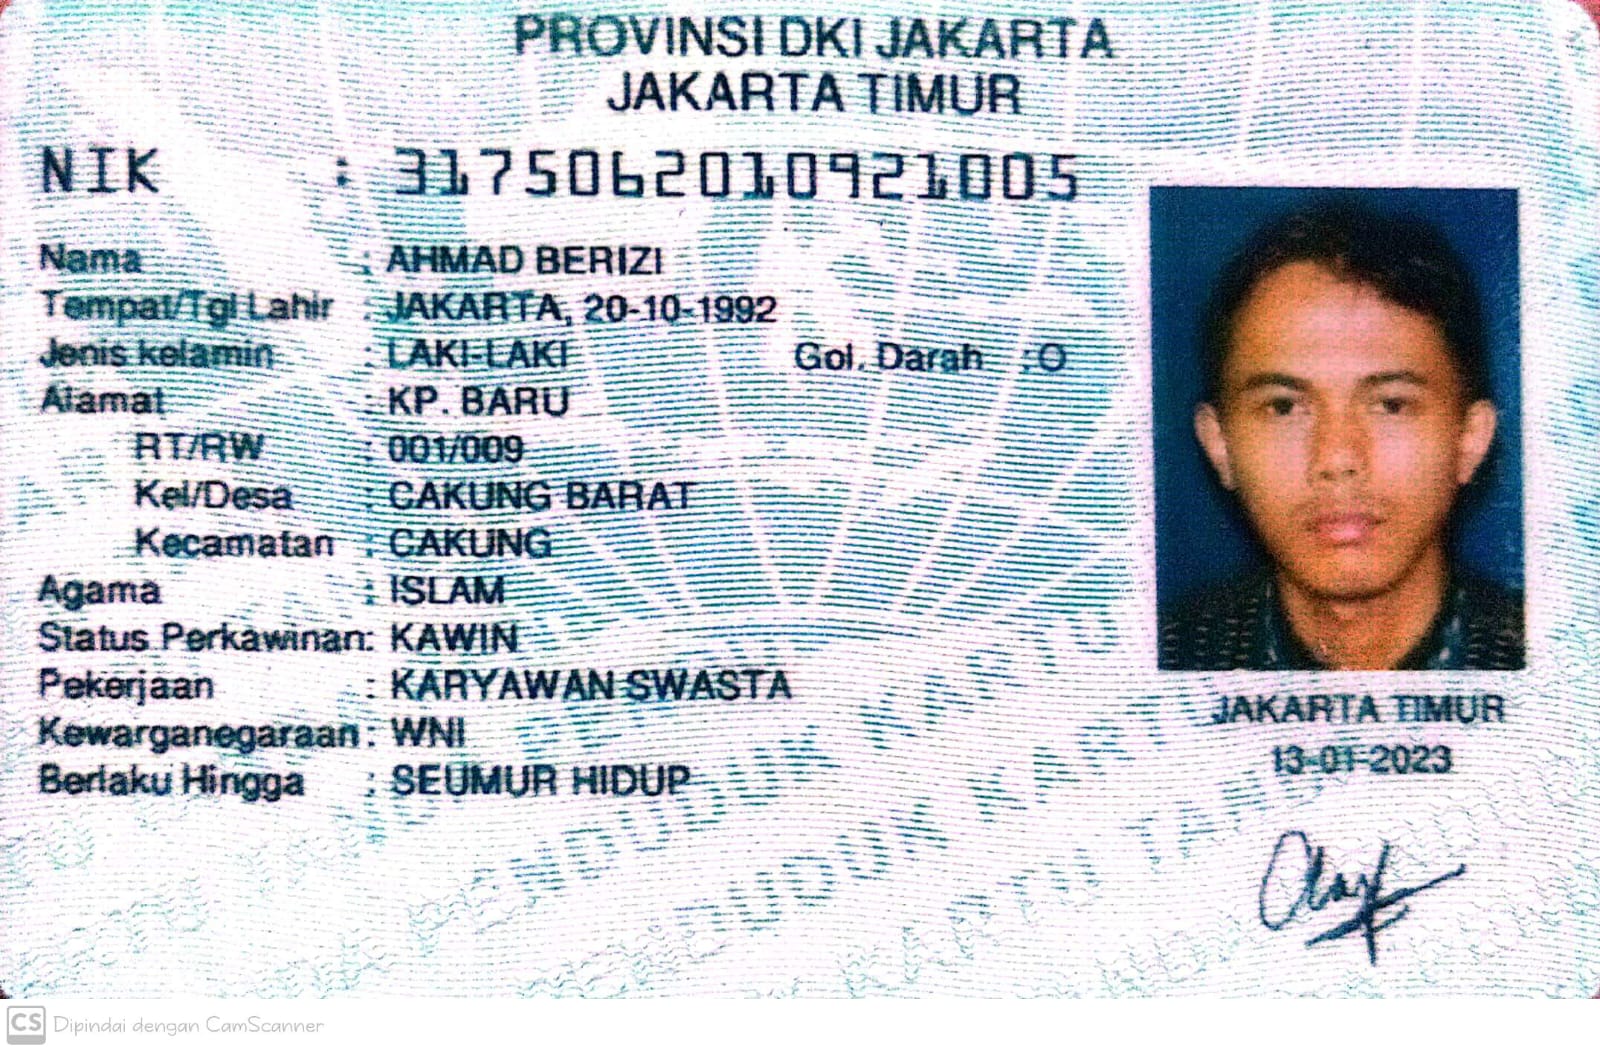 PROVINSI DKI JAKARTA
JAKARTA TIMUR
NIK : 3175062010921005
Nama : AHMAD BERIZI
Tempat/Tgl Lahir : JAKARTA, 20-10-1992
Jenis kelamin : LAKI-LAKI Gol. Darah : O
Alamat : KP. BARU
RT/RW : 001/009
Kel/Desa : CAKUNG BARAT
Kecamatan : CAKUNG
Agama : ISLAM
Status Perkawinan: KAWIN
Pekerjaan : KARYAWAN SWASTA
Kewarganegaraan: WNI
Berlaku Hingga : SEUMUR HIDUP
JAKARTA TIMUR
13-01-2023
CS Dipindai dengan CamScanner